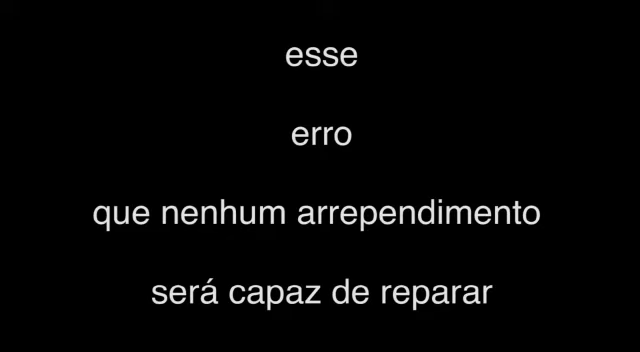 esse
erro
que nenhum arrependimento
será capaz de reparar